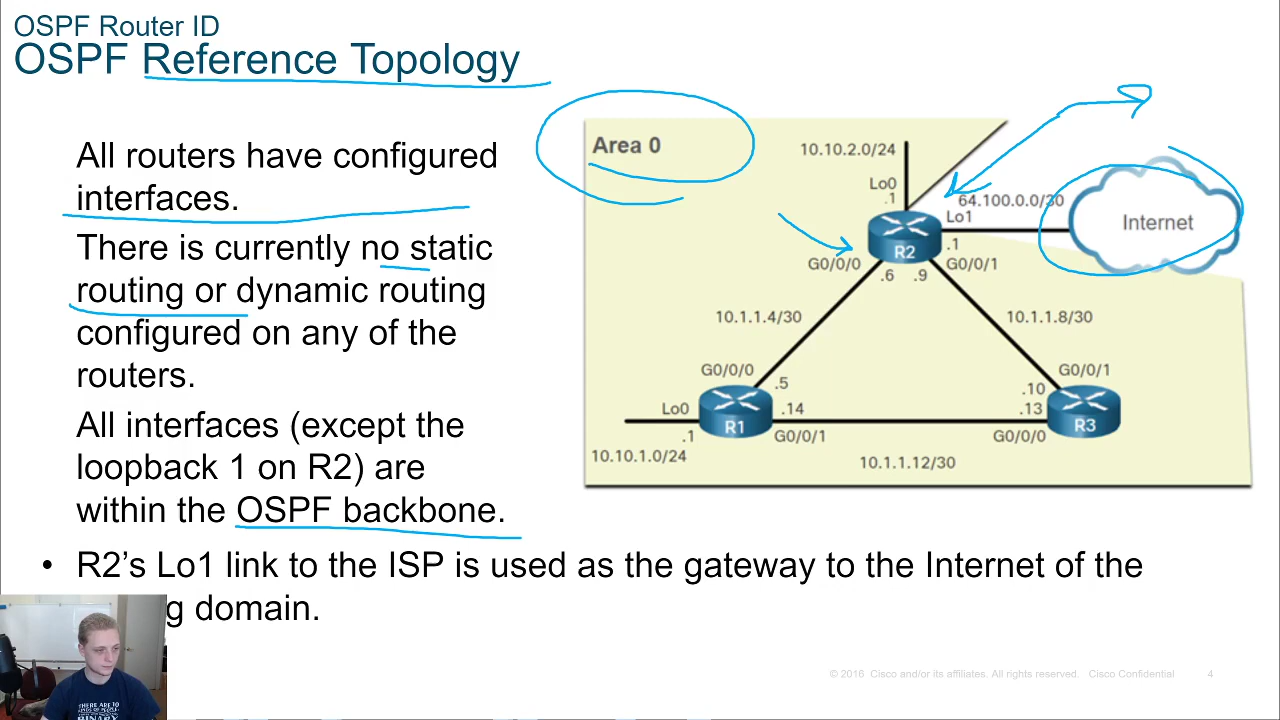 OSPF Router ID
OSPF Reference Topology
All routers have configured
interfaces.
There is currently no static
routing or dynamic routing
configured on any of the
routers.
All interfaces (except the
loopback 1 on R2) are
within the OSPF backbone.
• R2’s Lo1 link to the ISP is used as the gateway to the Internet of the
g domain.
Area 0
10.10.2.0/24
Lo0
.1
64.100.0.0/30
Lo1
.1
Internet
R2
G0/0/0
.6
.9
G0/0/1
10.1.1.4/30
10.1.1.8/30
G0/0/0
.5
G0/0/1
.10
Lo0
.1
R1
.14
G0/0/1
.13
G0/0/0
R3
10.10.1.0/24
10.1.1.12/30
THERE ARE 10
KINDS OF PEOPLE
BINARY
© 2016 Cisco and/or its affiliates. All rights reserved. Cisco Confidential
4